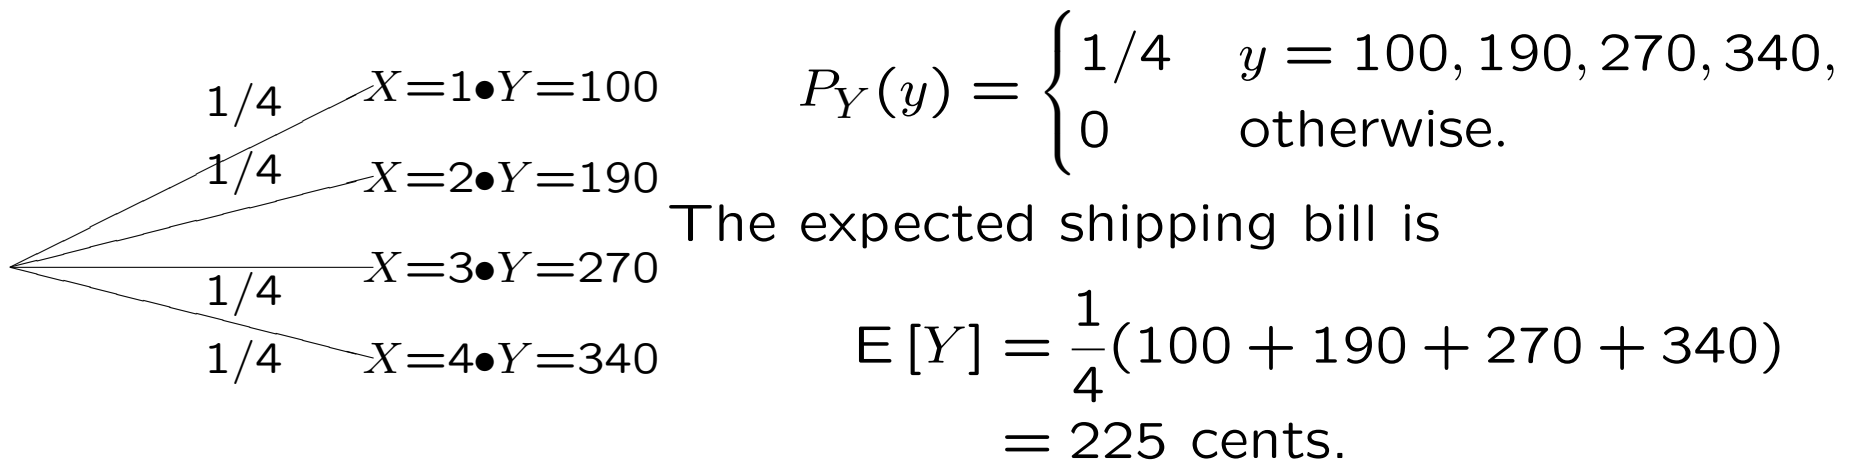 1/4
X=1●Y=100
1/4
X=2●Y=190
X=3●Y=270
1/4
1/4
X=4●Y=340
P_Y(y) = { 1/4 y = 100, 190, 270, 340,
0 otherwise.
The expected shipping bill is
E [Y] = 1/4 (100 + 190 + 270 + 340)
= 225 cents.